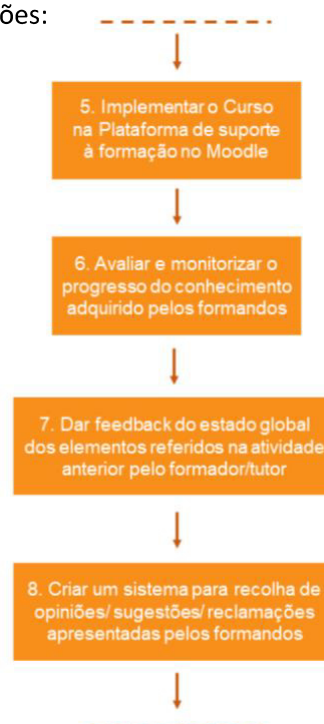 ões:
5. Implementar o Curso
na Plataforma de suporte
à formação no Moodle
6. Avaliar e monitorizar o
progresso do conhecimento
adquirido pelos formandos
7. Dar feedback do estado global
dos elementos referidos na atividade
anterior pelo formador/tutor
8. Criar um sistema para recolha de
opiniões/ sugestões/ reclamações
apresentadas pelos formandos